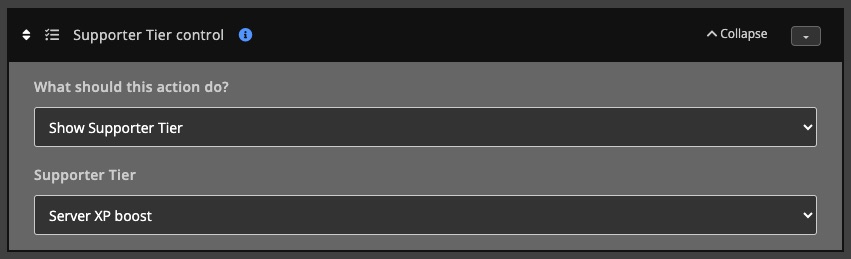 Supporter Tier control
Collapse
What should this action do?
Show Supporter Tier
Supporter Tier
Server XP boost